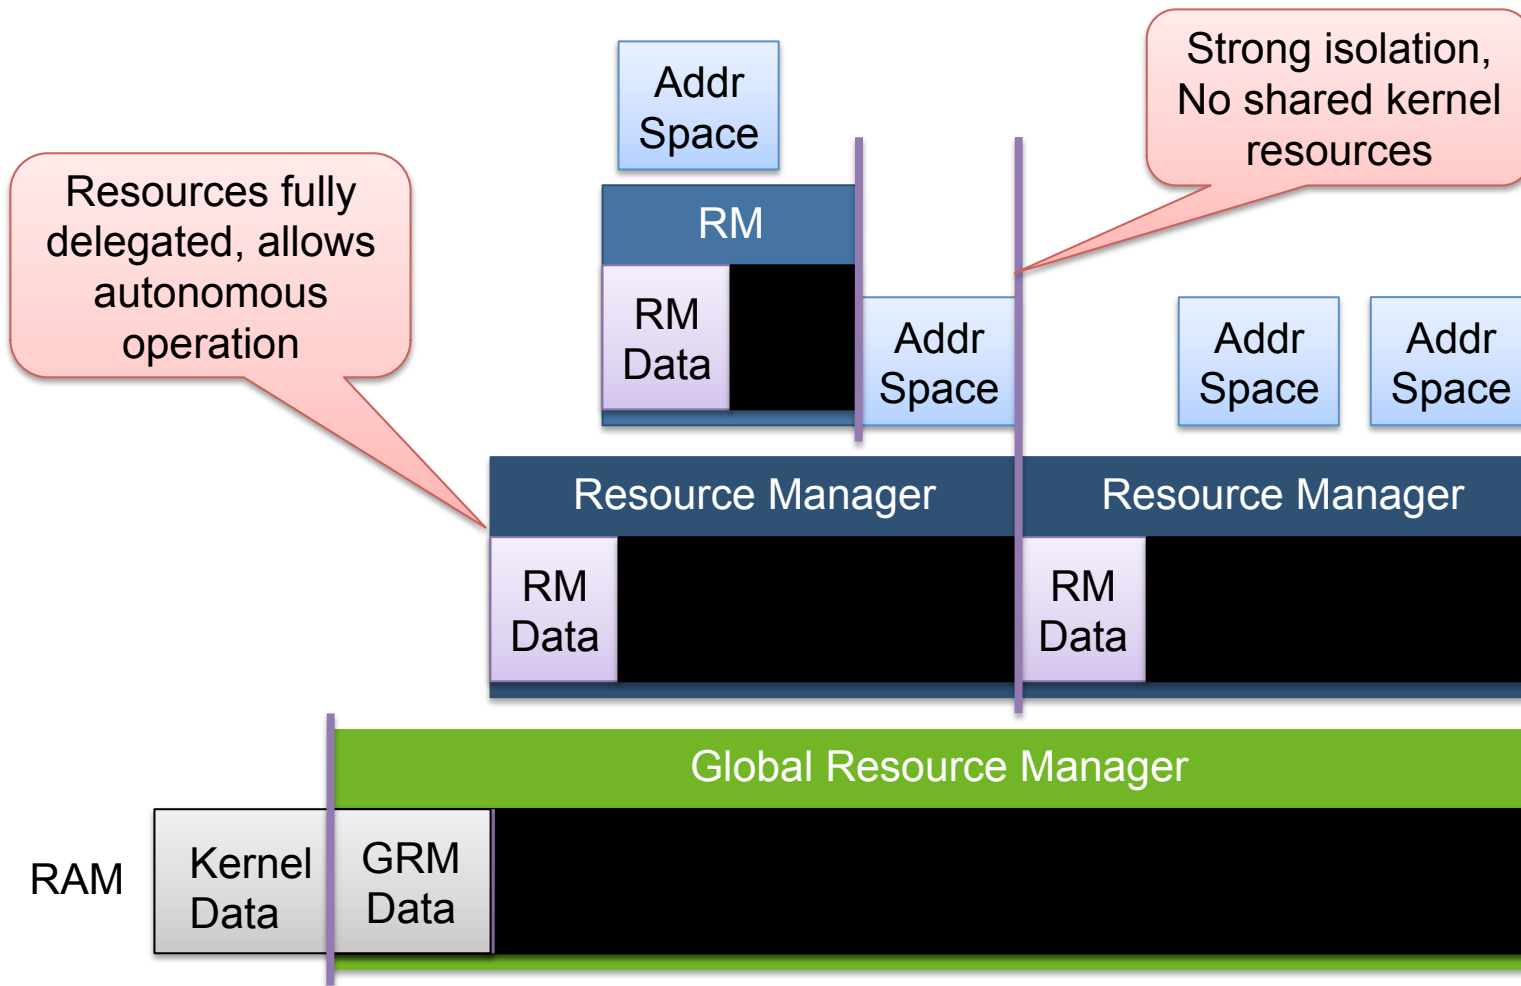 Addr
Space
Strong isolation,
No shared kernel
resources
Resources fully
delegated, allows
autonomous
operation
RM
RM
Data
Addr
Space
Addr
Space
Addr
Space
Resource Manager
Resource Manager
RM
Data
RM
Data
Global Resource Manager
RAM
Kernel
Data
GRM
Data